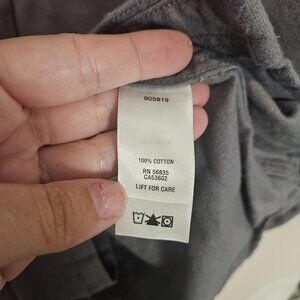 905819
100% COTTON
RN 56835
CA53602
LIFT FOR CARE